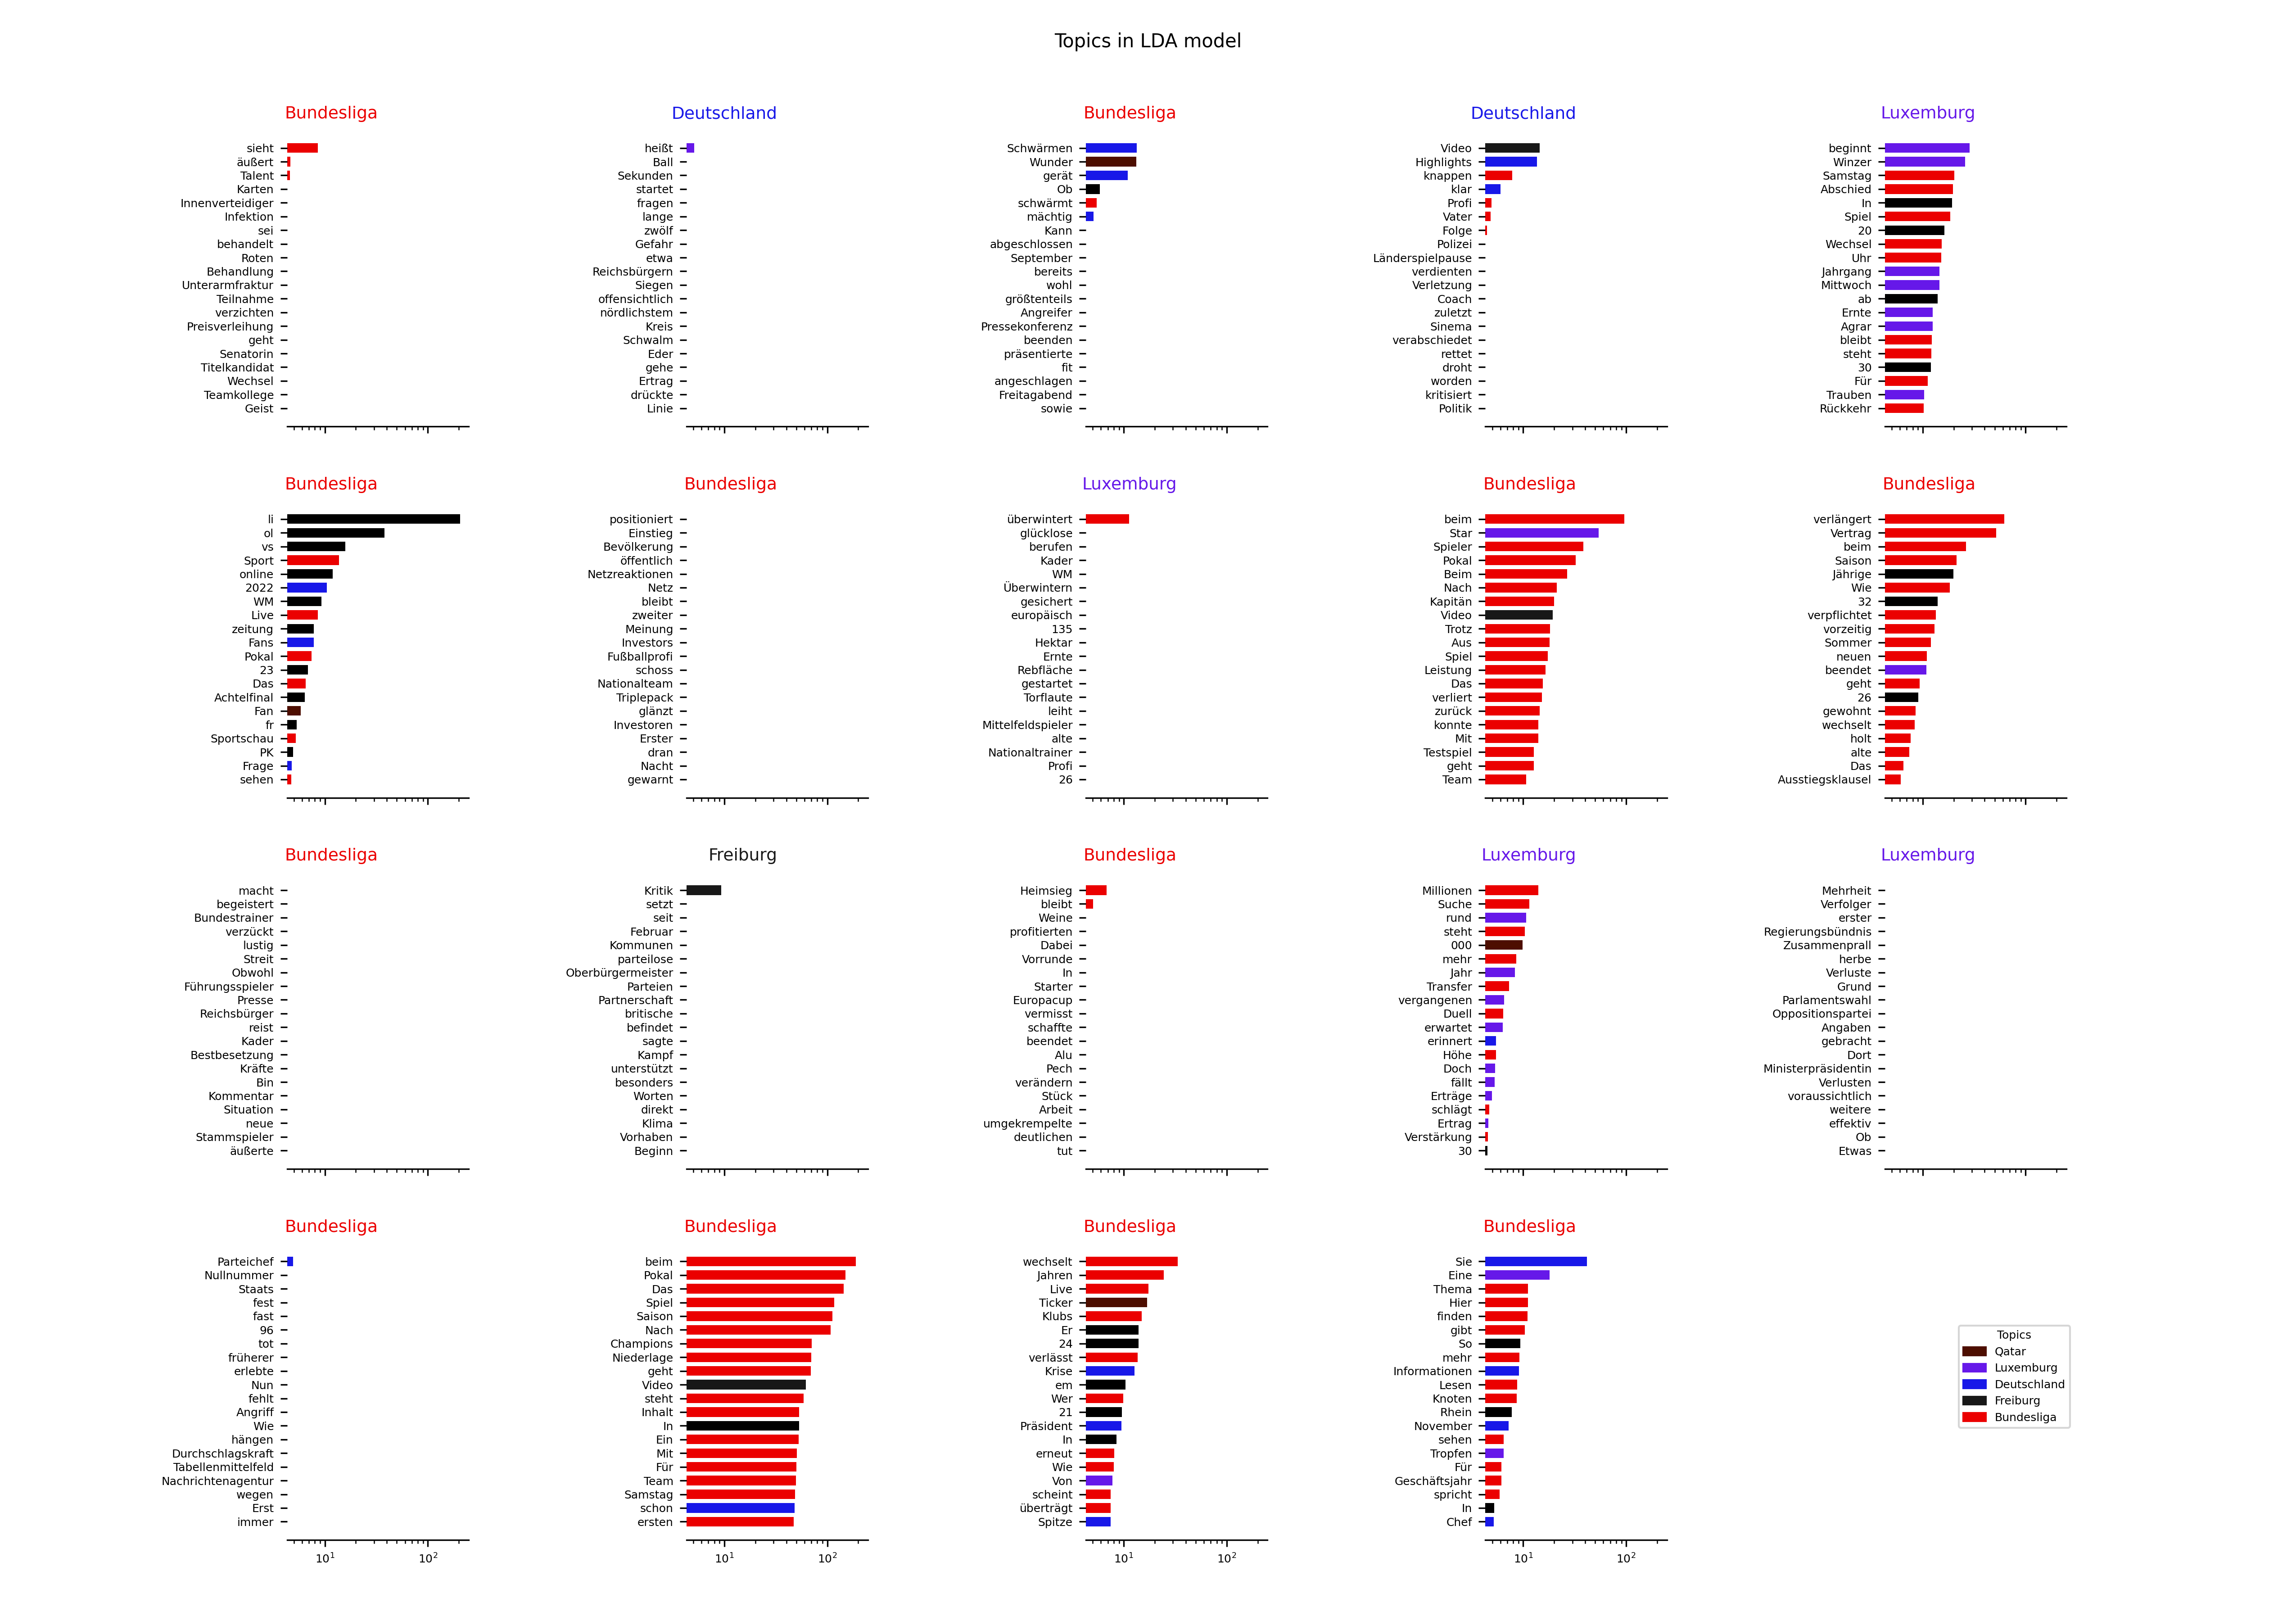 Topics in LDA model
Bundesliga
sieht
äußert
Talent
Karten
Innenverteidiger
Infektion
sei
behandelt
Roten
Behandlung
Unterarmfraktur
Teilnahme
verzichten
Preisverleihung
geht
Senatorin
Titelkandidat
Wechsel
Teamkollege
Geist
Deutschland
heißt
Ball
Sekunden
startet
fragen
lange
zwölf
Gefahr
etwa
Reichsbürgern
Siegen
offensichtlich
nördlichstem
Kreis
Schwalm
Eder
gehe
Ertrag
drückte
Linie
Bundesliga
Schwärmen
Wunder
gerät
Ob
schwärmt
mächtig
Kann
abgeschlossen
September
bereits
wohl
größtenteils
Angreifer
Pressekonferenz
beenden
präsentierte
fit
angeschlagen
Freitagabend
sowie
Deutschland
Video
Highlights
knappen
klar
Profi
Vater
Folge
Polizei
Länderspielpause
verdienten
Verletzung
Coach
zuletzt
Sinema
verabschiedet
rettet
droht
worden
kritisiert
Politik
Luxemburg
beginnt
Winzer
Samstag
Abschied
In
Spiel
20
Wechsel
Uhr
Jahrgang
Mittwoch
ab
Ernte
Agrar
bleibt
steht
30
Für
Trauben
Rückkehr
Bundesliga
li
ol
vs
Sport
online
2022
WM
Live
zeitung
Fans
Pokal
23
Das
Achtelfinal
Fan
fr
Sportschau
PK
Frage
sehen
Bundesliga
positioniert
Einstieg
Bevölkerung
öffentlich
Netzreaktionen
Netz
bleibt
zweiter
Meinung
Investors
Fußballprofi
schoss
Nationalteam
Triplepack
glänzt
Investoren
Erster
dran
Nacht
gewarnt
Luxemburg
überwintert
glücklose
berufen
Kader
WM
Überwintern
gesichert
europäisch
135
Hektar
Ernte
Rebfläche
gestartet
Torflaute
leiht
Mittelfeldspieler
alte
Nationaltrainer
Profi
26
Bundesliga
beim
Star
Spieler
Pokal
Beim
Nach
Kapitän
Video
Trotz
Aus
Spiel
Leistung
Das
verliert
zurück
konnte
Mit
Testspiel
geht
Team
Bundesliga
verlängert
Vertrag
beim
Saison
Jährige
Wie
32
verpflichtet
vorzeitig
Sommer
neuen
beendet
geht
26
gewohnt
wechselt
holt
alte
Das
Ausstiegsklausel
Bundesliga
macht
begeistert
Bundestrainer
verzückt
lustig
Streit
Obwohl
Führungsspieler
Presse
Reichsbürger
reist
Kader
Bestbesetzung
Kräfte
Bin
Kommentar
Situation
neue
Stammspieler
äußerte
Freiburg
Kritik
setzt
seit
Februar
Kommunen
parteilose
Oberbürgermeister
Parteien
Partnerschaft
britische
befindet
sagte
Kampf
unterstützt
besonders
Worten
direkt
Klima
Vorhaben
Beginn
Bundesliga
Heimsieg
bleibt
Weine
profitierten
Dabei
Vorrunde
In
Starter
Europacup
vermisst
schaffte
beendet
Alu
Pech
verändern
Stück
Arbeit
umgekrempelte
deutlichen
tut
Luxemburg
Millionen
Suche
rund
steht
000
mehr
Jahr
Transfer
vergangenen
Duell
erwartet
erinnert
Höhe
Doch
fällt
Erträge
schlägt
Ertrag
Verstärkung
30
Luxemburg
Mehrheit
Verfolger
erster
Regierungsbündnis
Zusammenprall
herbe
Verluste
Grund
Parlamentswahl
Oppositionspartei
Angaben
gebracht
Dort
Ministerpräsidentin
Verlusten
voraussichtlich
weitere
effektiv
Ob
Etwas
Bundesliga
Parteichef
Nullnummer
Staats
fest
fast
96
tot
früherer
erlebte
Nun
fehlt
Angriff
Wie
hängen
Durchschlagskraft
Tabellenmittelfeld
Nachrichtenagentur
wegen
Erst
immer
10¹ 10²
Bundesliga
beim
Pokal
Das
Spiel
Saison
Nach
Champions
Niederlage
geht
Video
steht
Inhalt
In
Ein
Mit
Für
Team
Samstag
schon
ersten
10¹ 10²
Bundesliga
wechselt
Jahren
Live
Ticker
Klubs
Er
24
verlässt
Krise
em
Wer
21
Präsident
In
erneut
Wie
Von
scheint
überträgt
Spitze
10¹ 10²
Bundesliga
Sie
Eine
Thema
Hier
finden
gibt
So
mehr
Informationen
Lesen
Knoten
Rhein
November
sehen
Tropfen
Für
Geschäftsjahr
spricht
In
Chef
10¹ 10²
Topics
Qatar
Luxemburg
Deutschland
Freiburg
Bundesliga